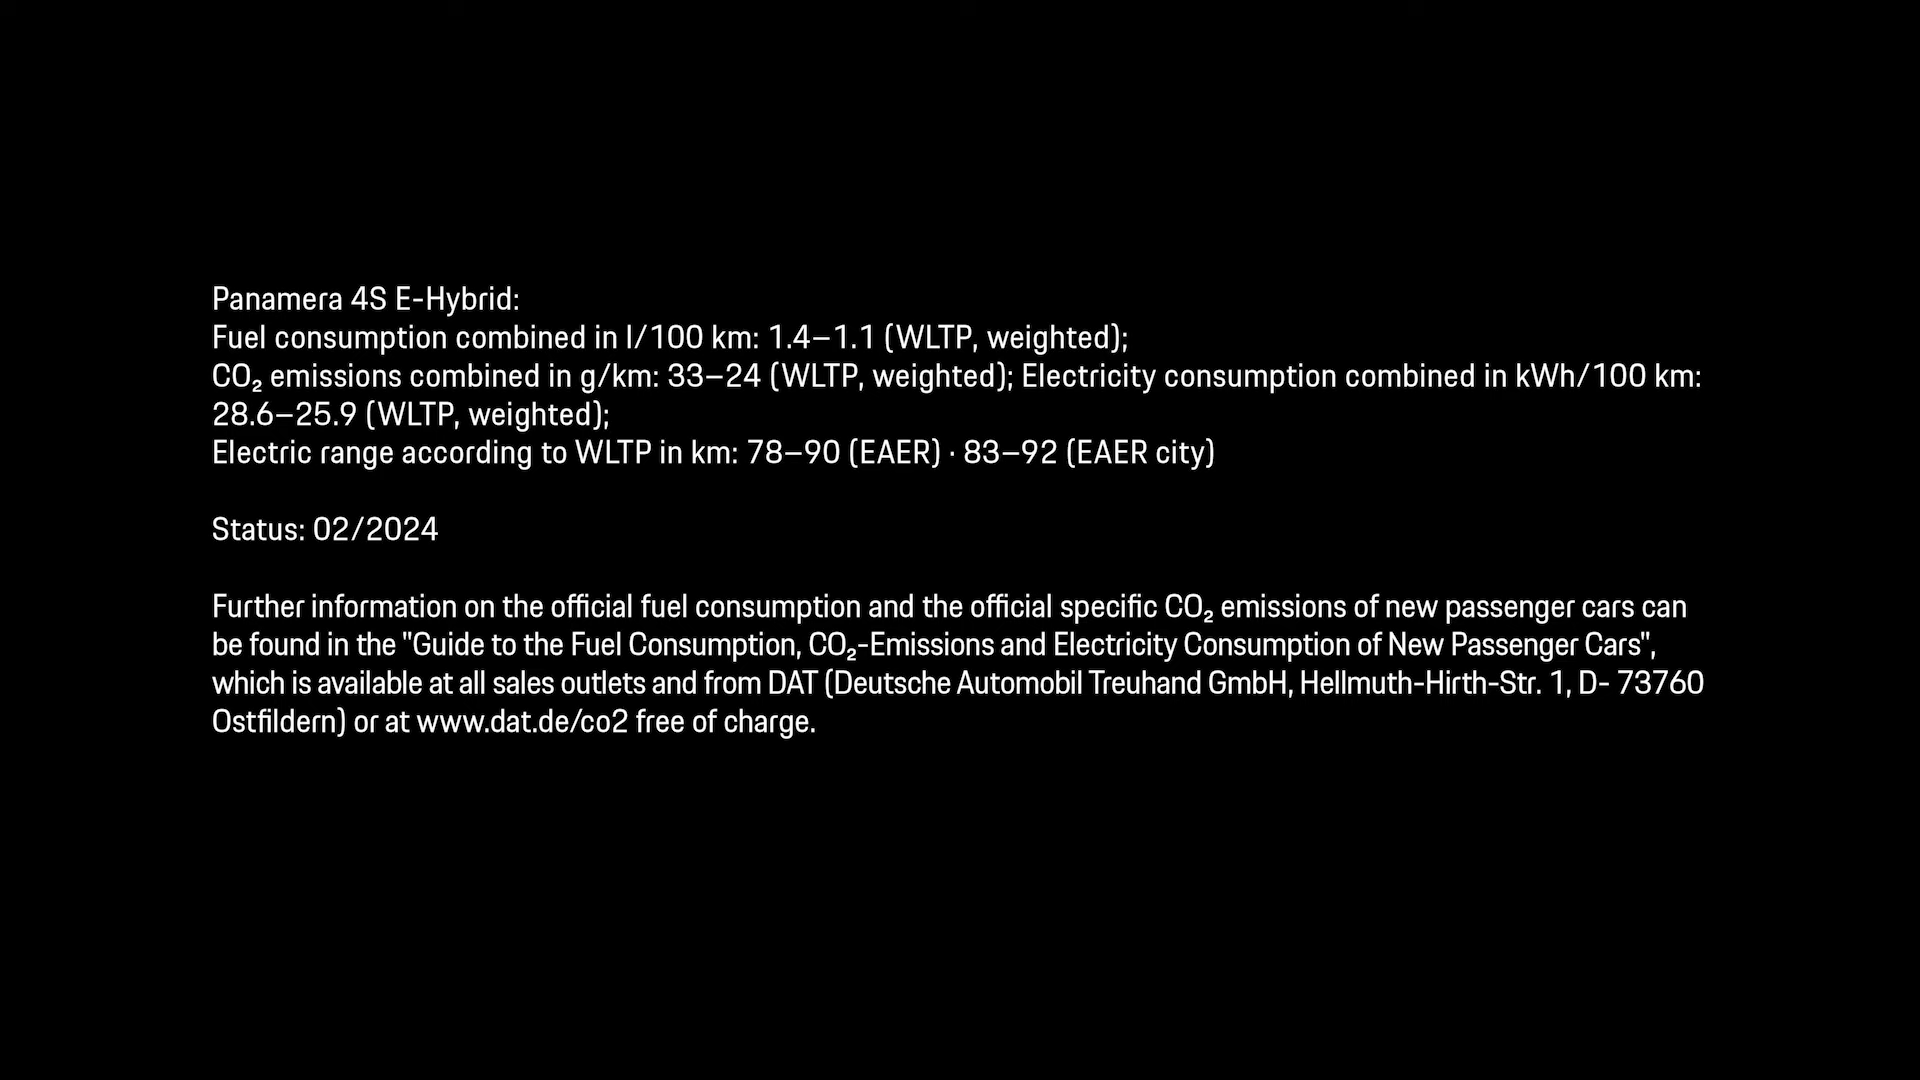 Panamera 4S E-Hybrid:
Fuel consumption combined in l/100 km: 1.4–1.1 (WLTP, weighted);
CO₂ emissions combined in g/km: 33–24 (WLTP, weighted); Electricity consumption combined in kWh/100 km:
28.6–25.9 (WLTP, weighted);
Electric range according to WLTP in km: 78–90 (EAER) · 83–92 (EAER city)
Status: 02/2024
Further information on the official fuel consumption and the official specific CO₂ emissions of new passenger cars can
be found in the "Guide to the Fuel Consumption, CO₂-Emissions and Electricity Consumption of New Passenger Cars",
which is available at all sales outlets and from DAT (Deutsche Automobil Treuhand GmbH, Hellmuth-Hirth-Str. 1, D- 73760
Ostfildern) or at www.dat.de/co2 free of charge.